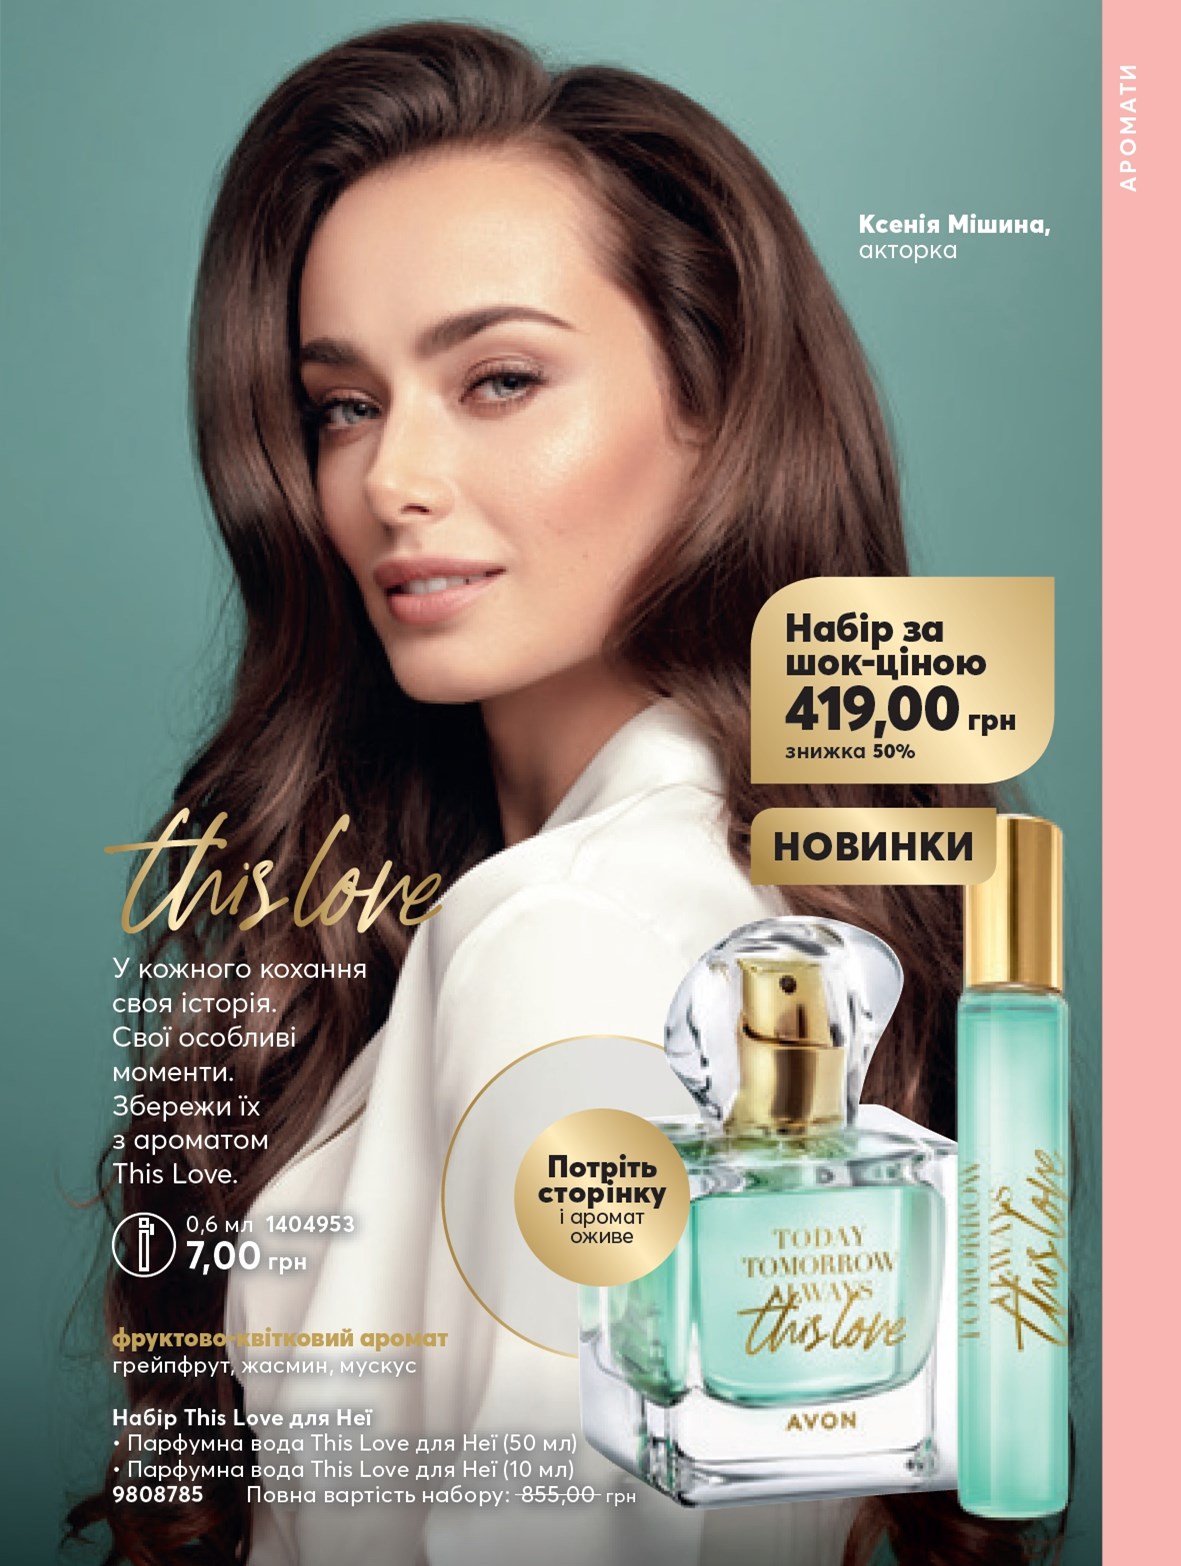 АРОМАТИ
Ксенія Мішина,
акторка
Набір за
шок-ціною
419,00 грн
знижка 50%
НОВИНКИ
this love
У кожного кохання
своя історія.
Свої особливі
моменти.
Збережи їх
з ароматом
This Love.
0,6 мл 1404953
7,00 грн
Потріть
сторінку
і аромат
оживе
фруктово-квітковий аромат
грейпфрут, жасмин, мускус
Набір This Love для Неї
• Парфумна вода This Love для Неї (50 мл)
• Парфумна вода This Love для Неї (10 мл)
9808785 Повна вартість набору: 855,00 грн
TODAY
TOMORROW
ALWAYS
this love
AVON
TOMORROW
ALWAYS
this love